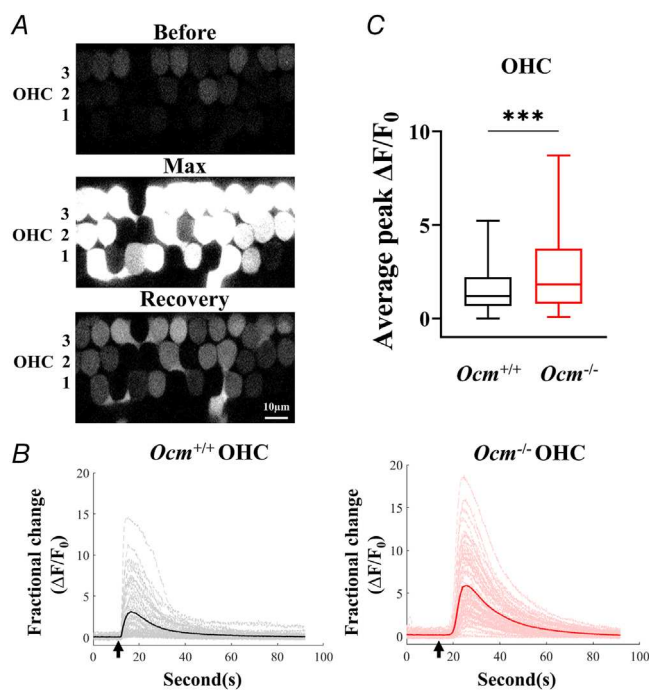 A
Before
3
OHC 2
1
Max
3
OHC 2
1
Recovery
3
OHC 2
1
10μm
C
OHC
***
Average peak ΔF/F₀
10
5
0
Ocm+/+ Ocm-/-
B
Ocm+/+ OHC
Fractional change
(ΔF/F₀)
20
15
10
5
0
0 20 40 60 80 100
Second(s)
Ocm-/- OHC
Fractional change
(ΔF/F₀)
20
15
10
5
0
0 20 40 60 80 100
Second(s)